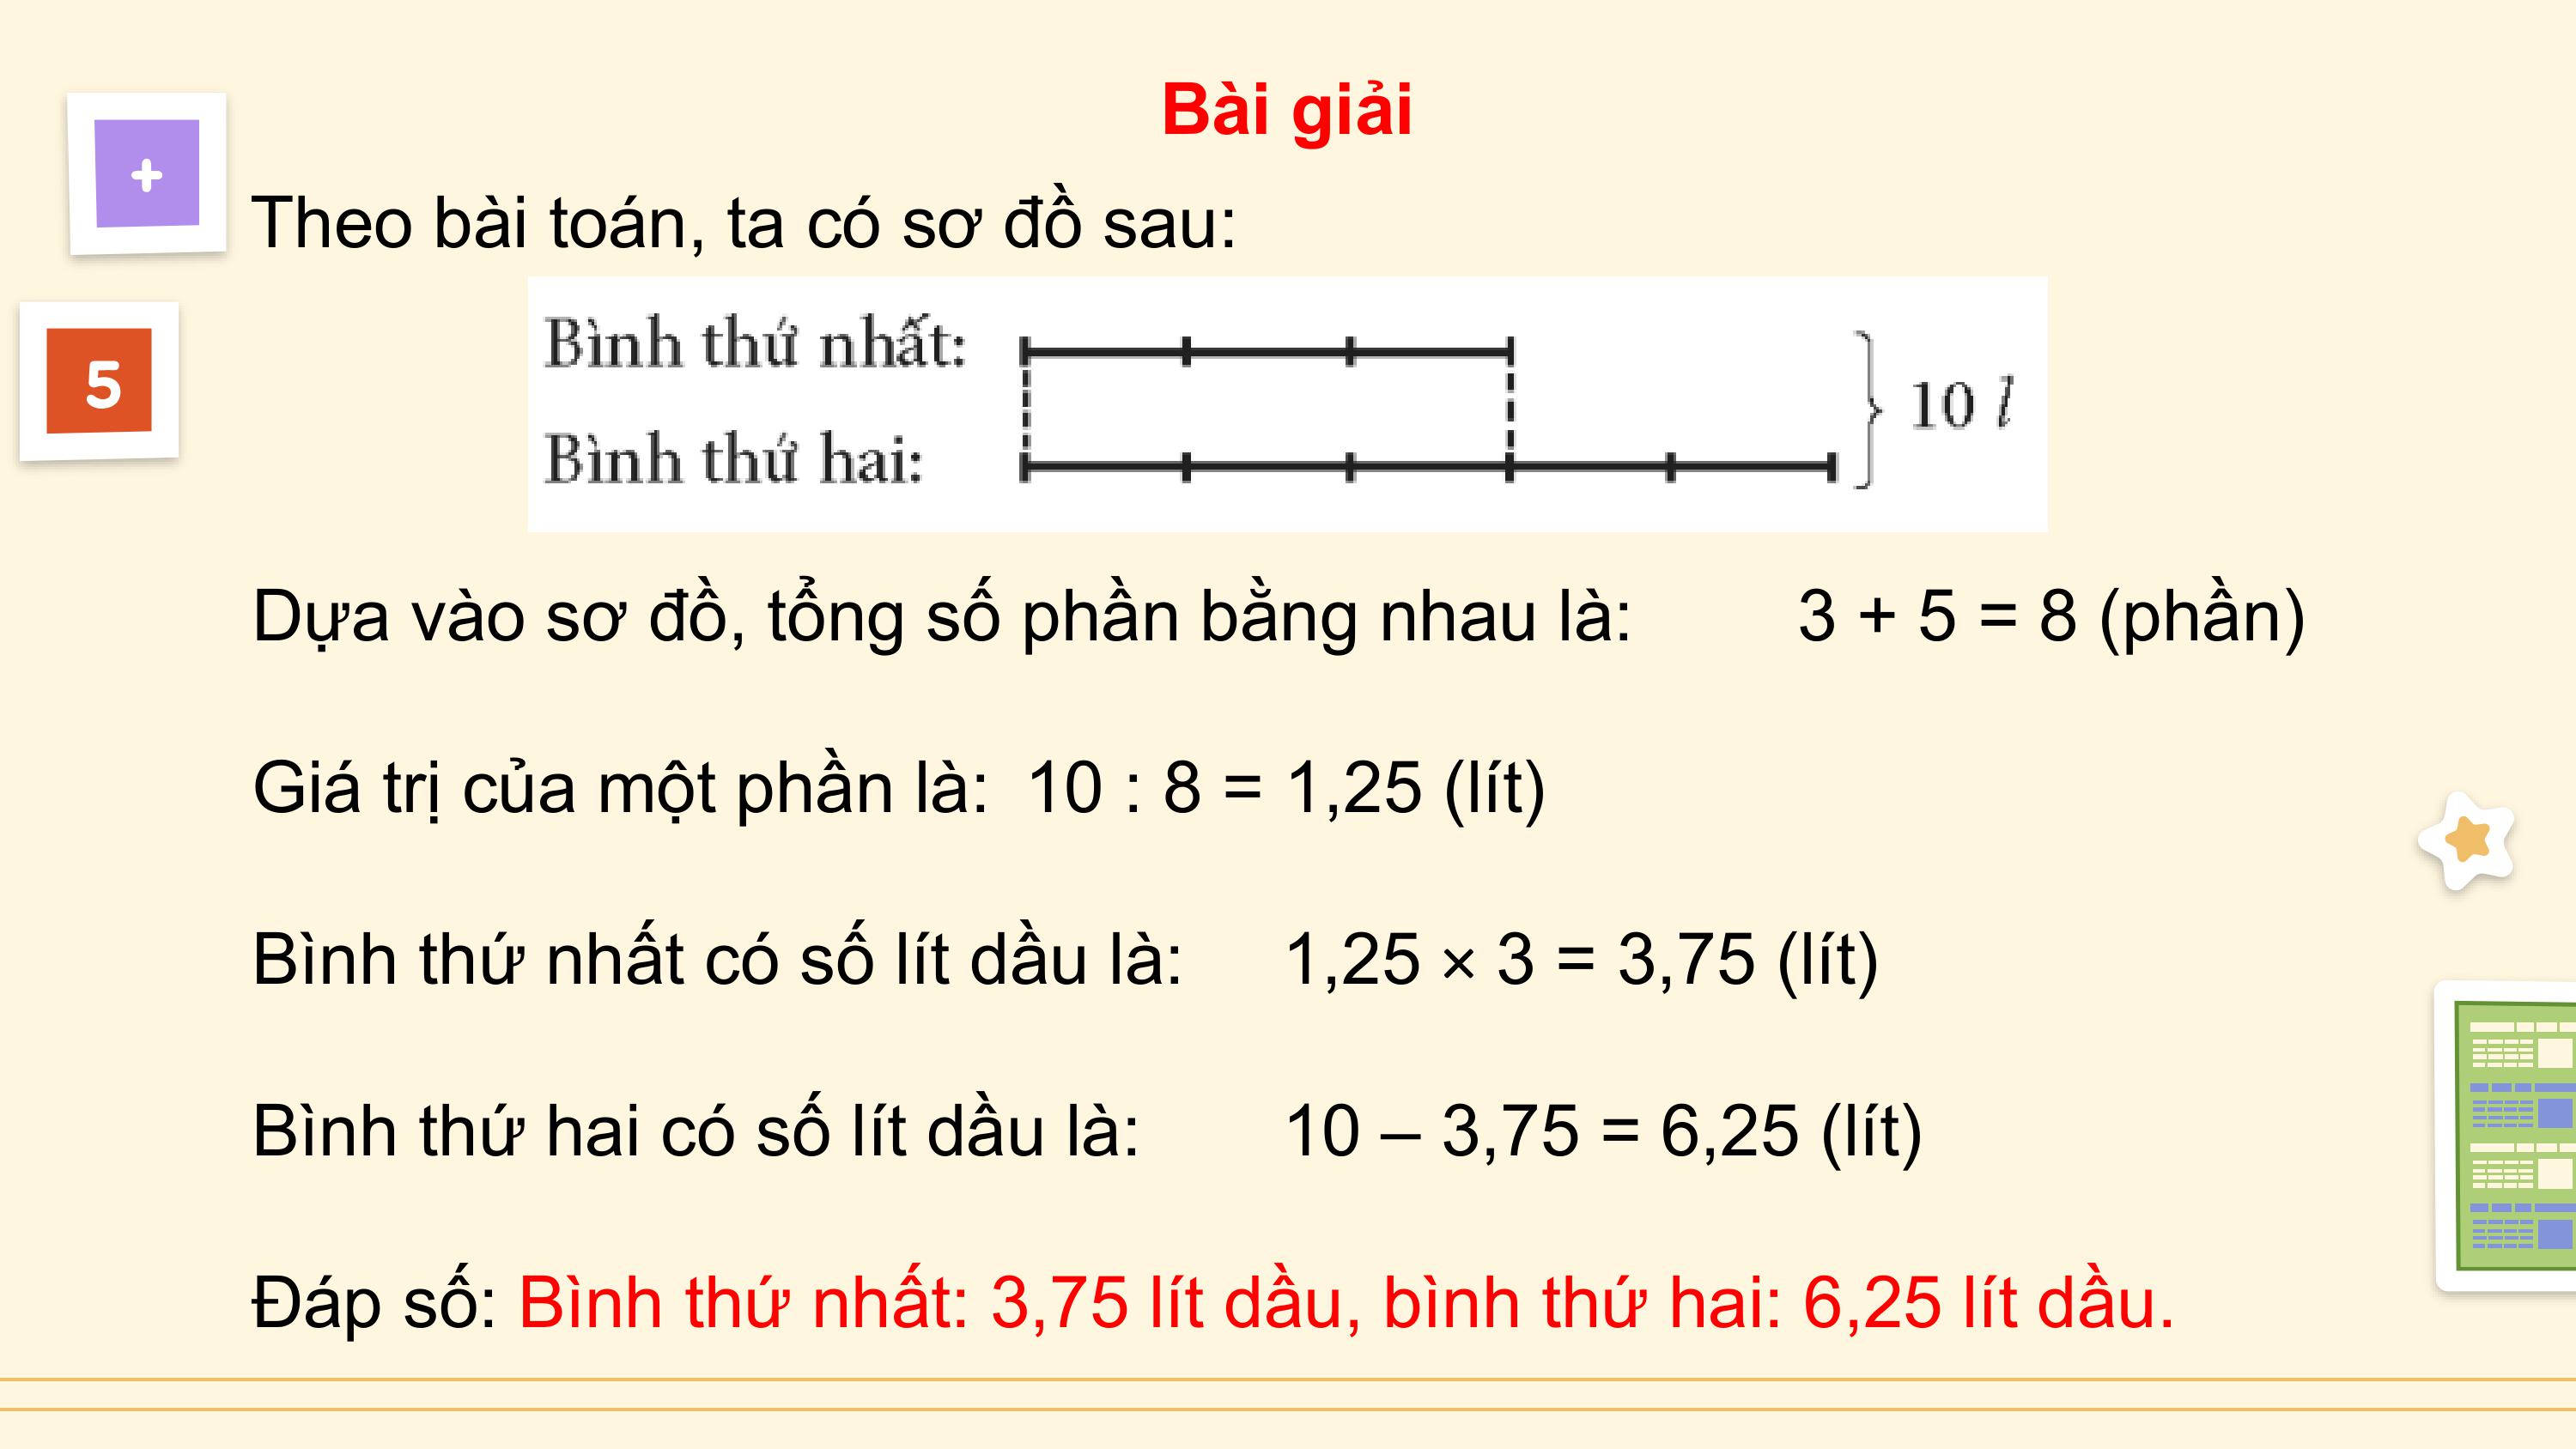 Bài giải
+
Theo bài toán, ta có sơ đồ sau:
5
Bình thứ nhất:
10 l
Bình thứ hai:
Dựa vào sơ đồ, tổng số phần bằng nhau là: 3 + 5 = 8 (phần)
Giá trị của một phần là: 10 : 8 = 1,25 (lít)
Bình thứ nhất có số lít dầu là: 1,25 × 3 = 3,75 (lít)
Bình thứ hai có số lít dầu là: 10 – 3,75 = 6,25 (lít)
Đáp số: Bình thứ nhất: 3,75 lít dầu, bình thứ hai: 6,25 lít dầu.